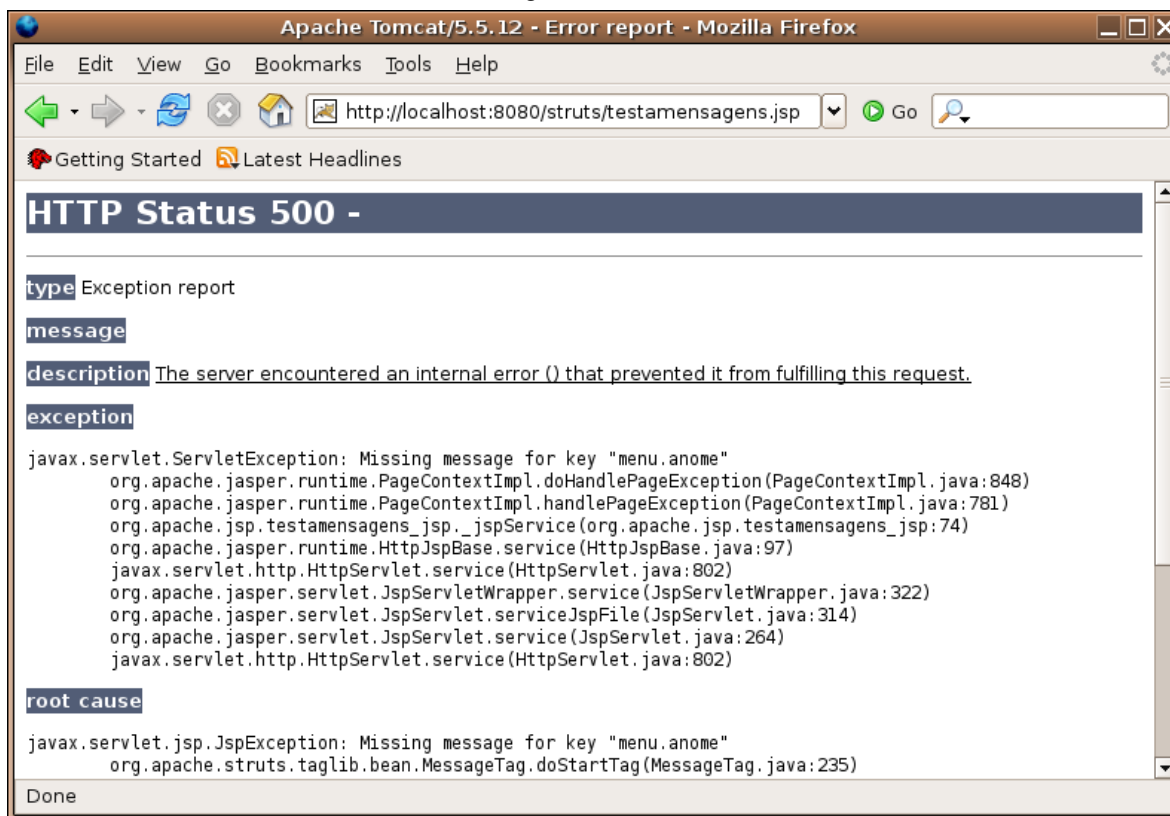 Apache Tomcat/5.5.12 - Error report - Mozilla Firefox
File Edit View Go Bookmarks Tools Help
http://localhost:8080/struts/testamensagens.jsp Go
Getting Started Latest Headlines
HTTP Status 500 -
type Exception report
message
description The server encountered an internal error () that prevented it from fulfilling this request.
exception
javax.servlet.ServletException: Missing message for key "menu.anome"
org.apache.jasper.runtime.PageContextImpl.doHandlePageException(PageContextImpl.java:848)
org.apache.jasper.runtime.PageContextImpl.handlePageException(PageContextImpl.java:781)
org.apache.jsp.testamensagens_jsp._jspService(org.apache.jsp.testamensagens_jsp:74)
org.apache.jasper.runtime.HttpJspBase.service(HttpJspBase.java:97)
javax.servlet.http.HttpServlet.service(HttpServlet.java:802)
org.apache.jasper.servlet.JspServletWrapper.service(JspServletWrapper.java:322)
org.apache.jasper.servlet.JspServlet.serviceJspFile(JspServlet.java:314)
org.apache.jasper.servlet.JspServlet.service(JspServlet.java:264)
javax.servlet.http.HttpServlet.service(HttpServlet.java:802)
root cause
javax.servlet.jsp.JspException: Missing message for key "menu.anome"
org.apache.struts.taglib.bean.MessageTag.doStartTag(MessageTag.java:235)
Done